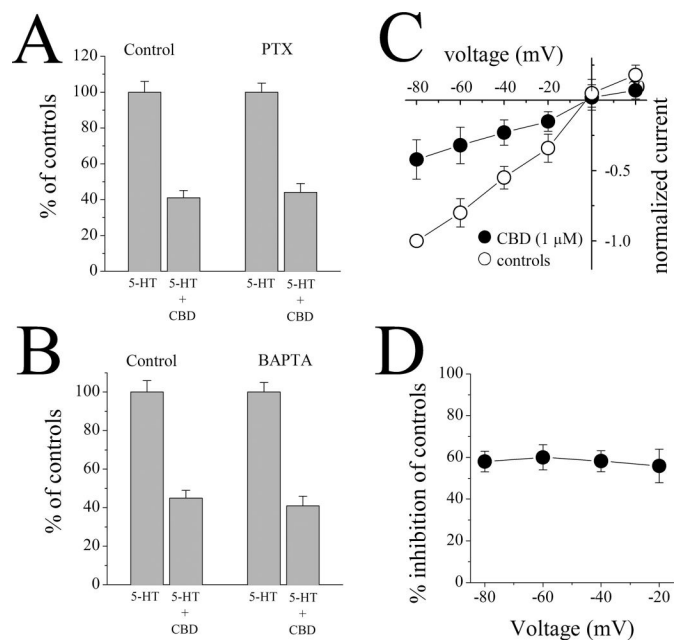 A
Control
PTX
% of controls
120
100
80
60
40
20
0
5-HT
5-HT
+
CBD
5-HT
5-HT
+
CBD
B
Control
BAPTA
% of controls
100
80
60
40
20
0
5-HT
5-HT
+
CBD
5-HT
5-HT
+
CBD
C
voltage (mV)
-80 -60 -40 -20
normalized current
-0.5
-1.0
CBD (1 µM)
controls
D
% inhibition of controls
100
80
60
40
20
0
-80 -60 -40 -20
Voltage (mV)